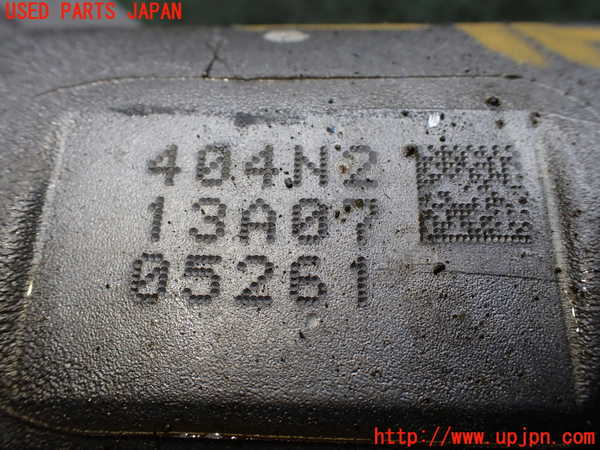 USED PARTS JAPAN
404N2
13A07
05261
http://www.upjpn.com/